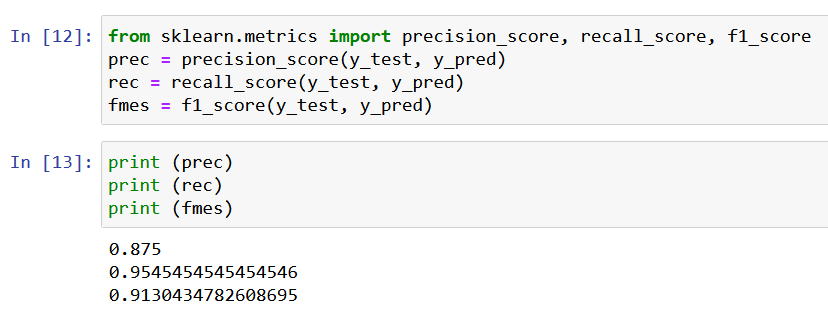 In [12]: from sklearn.metrics import precision_score, recall_score, f1_score
prec = precision_score(y_test, y_pred)
rec = recall_score(y_test, y_pred)
fmes = f1_score(y_test, y_pred)
In [13]: print (prec)
print (rec)
print (fmes)
0.875
0.9545454545454546
0.9130434782608695